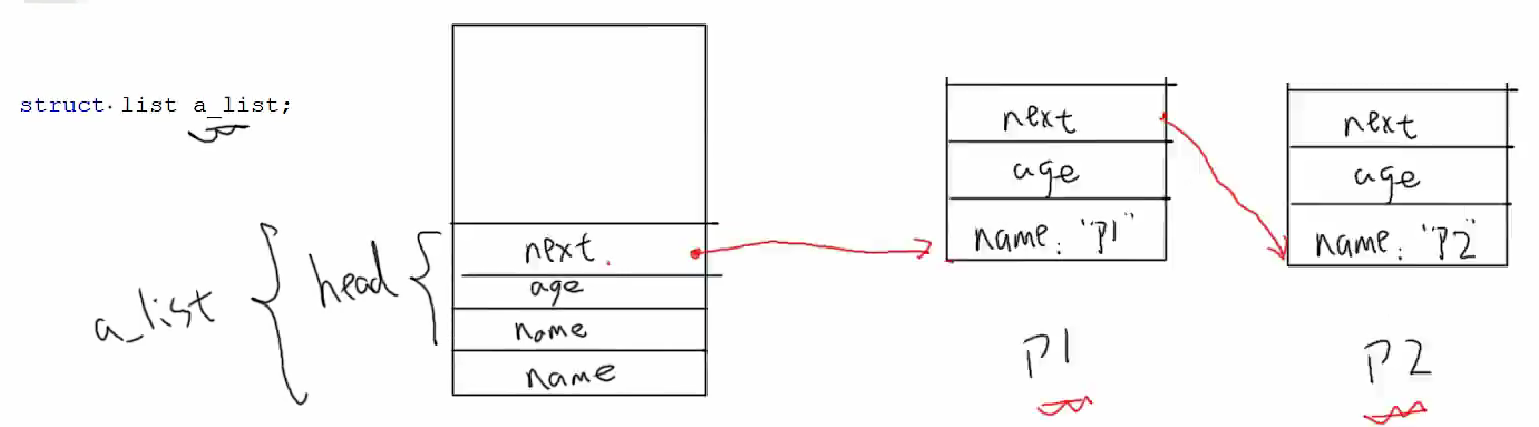 struct list a_list;
a_list
head
next
age
name
name
next
age
name: "P1"
P1
next
age
name: "P2"
P2